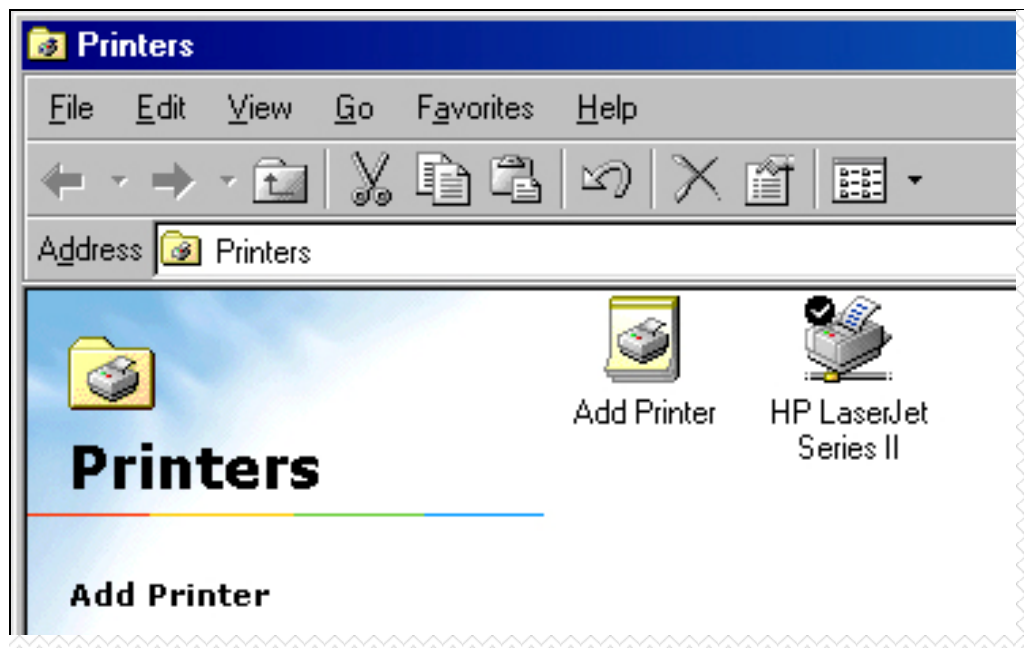 Printers
File Edit View Go Favorites Help
Address Printers
Add Printer
HP LaserJet
Series II
Printers
Add Printer